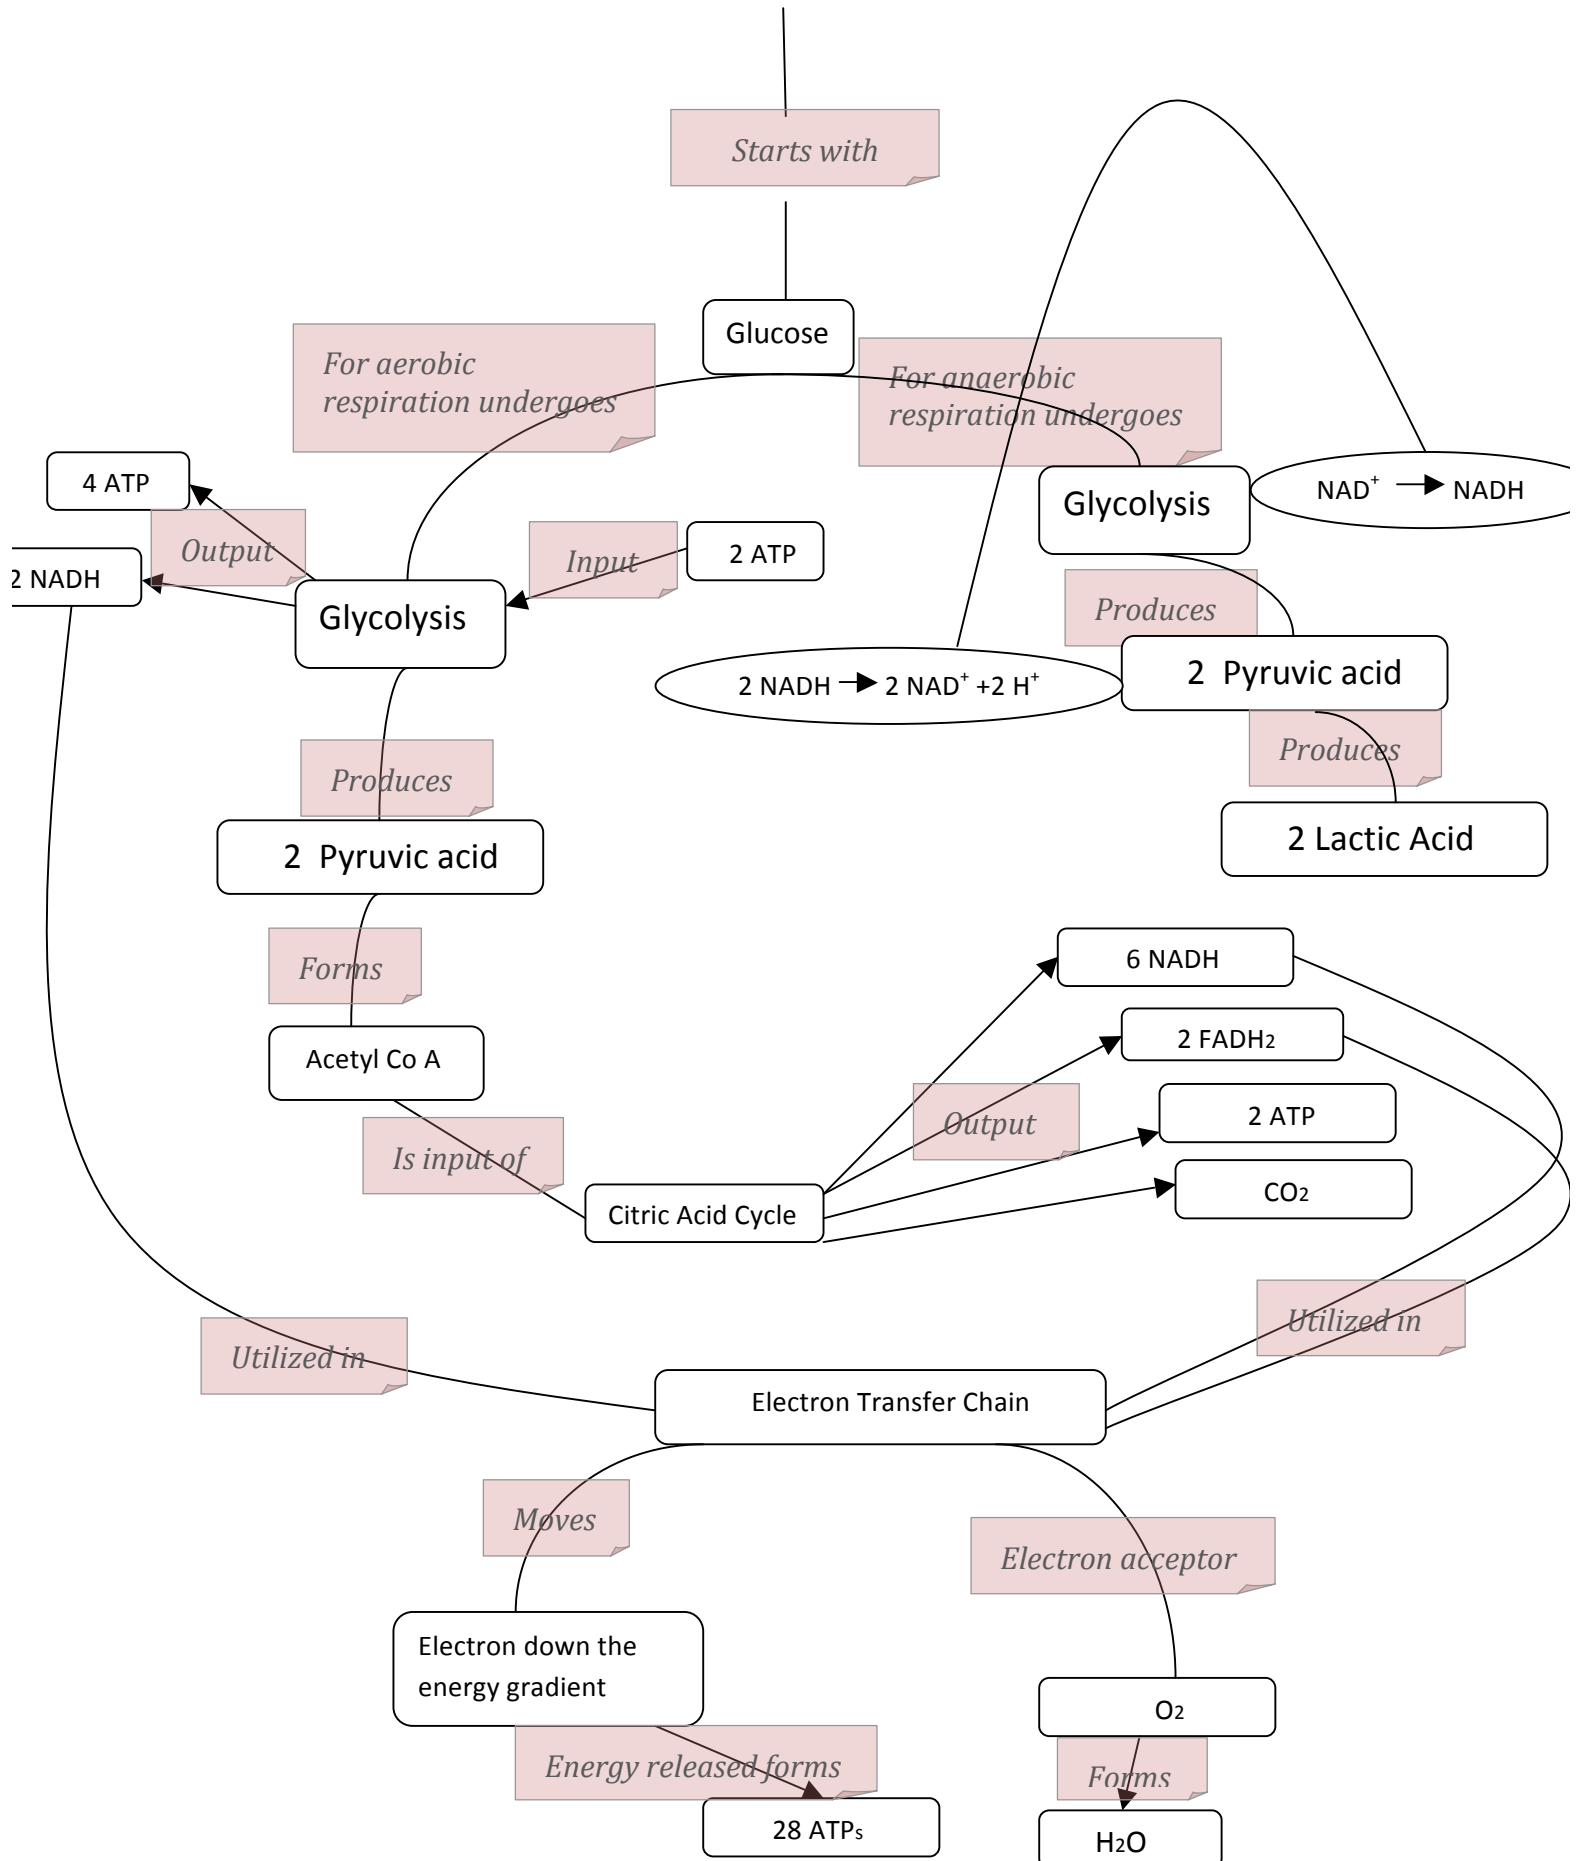 Starts with
Glucose
For aerobic
respiration undergoes
For anaerobic
respiration undergoes
4 ATP
Output
2 NADH
Input
2 ATP
Glycolysis
Glycolysis
NAD⁺ → NADH
Produces
2 NADH → 2 NAD⁺ +2 H⁺
2 Pyruvic acid
Produces
2 Lactic Acid
Produces
2 Pyruvic acid
Forms
Acetyl Co A
Is input of
Citric Acid Cycle
Output
6 NADH
2 FADH₂
2 ATP
CO₂
Utilized in
Utilized in
Electron Transfer Chain
Moves
Electron acceptor
Electron down the
energy gradient
O₂
Energy released forms
Forms
28 ATPₛ
H₂O